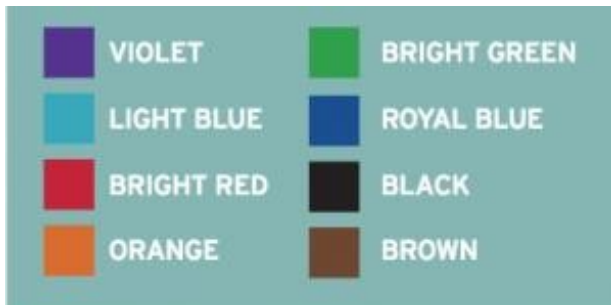 VIOLET
LIGHT BLUE
BRIGHT RED
ORANGE
BRIGHT GREEN
ROYAL BLUE
BLACK
BROWN